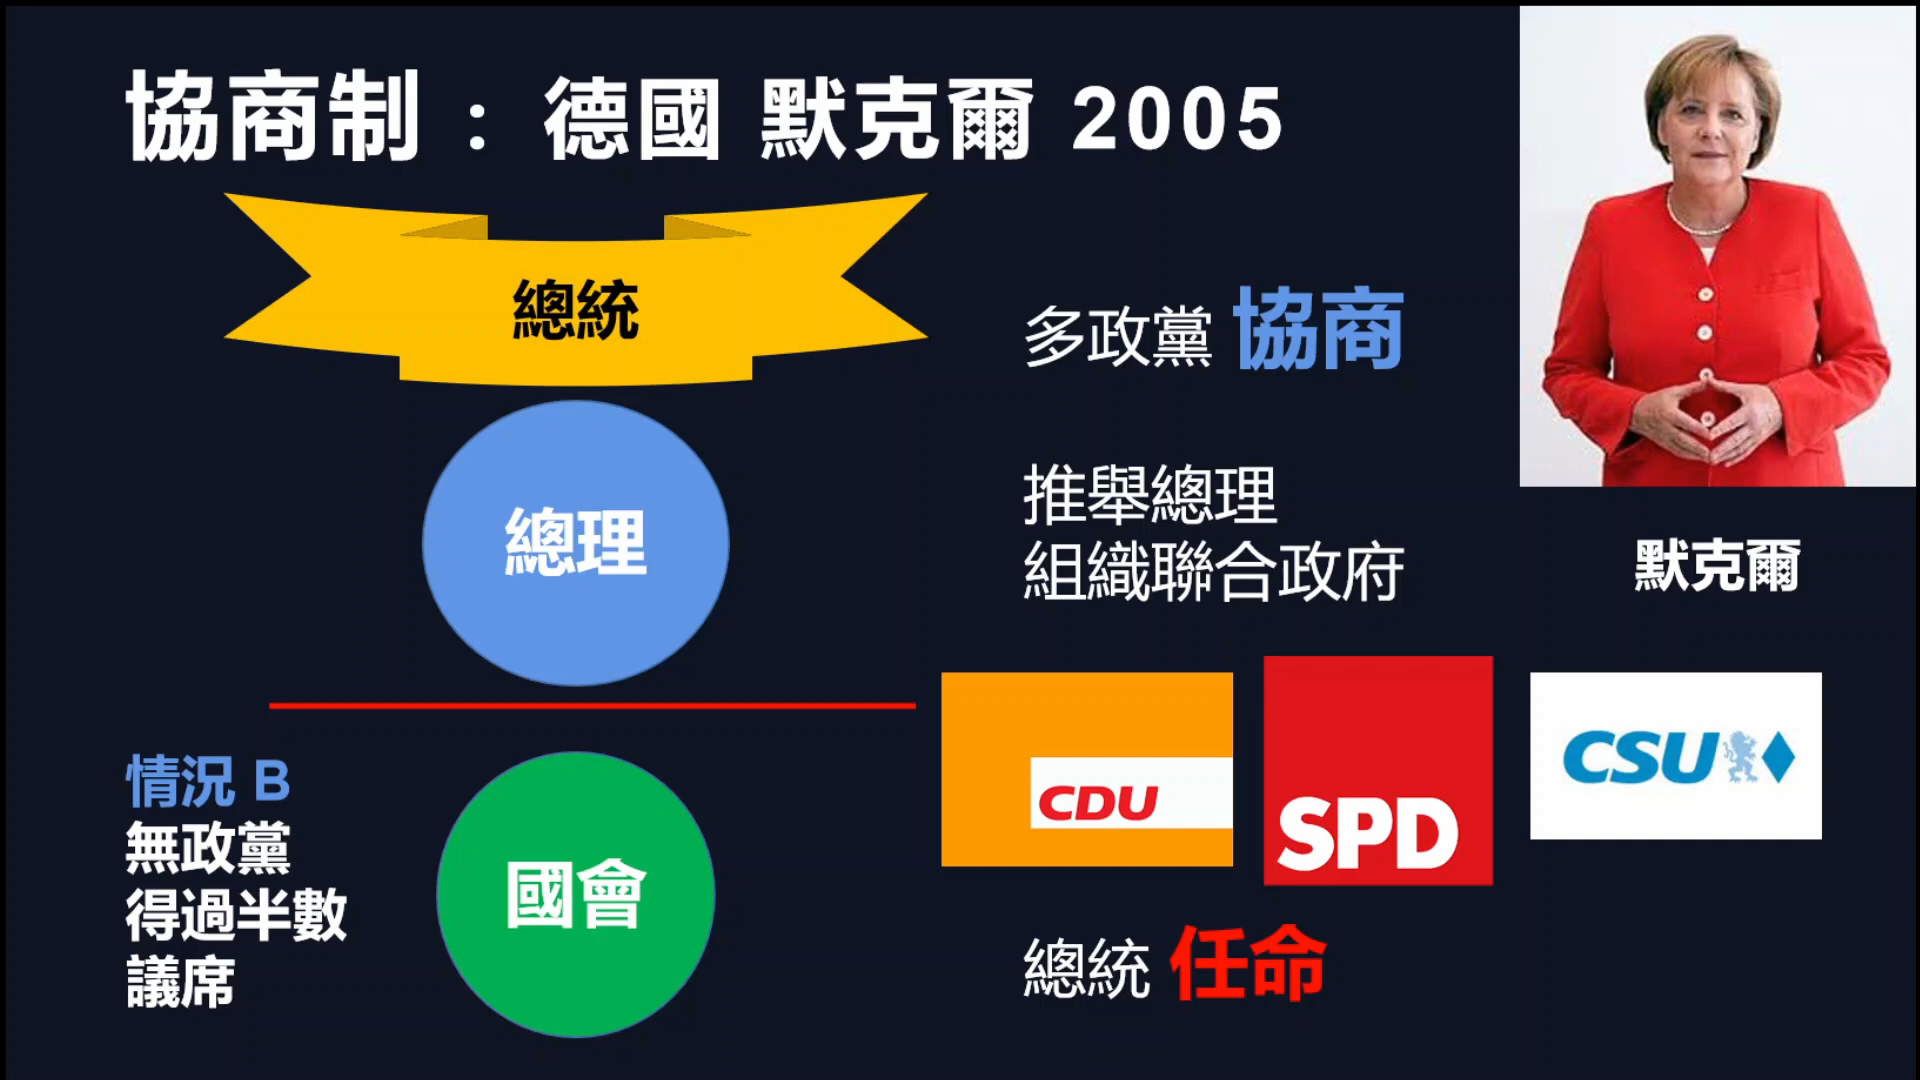 協商制 : 德國 默克爾 2005
總統
多政黨 協商
總理
推舉總理
組織聯合政府
默克爾
情況 B
無政黨
得過半數
議席
國會
CDU
SPD
CSU
總統 任命